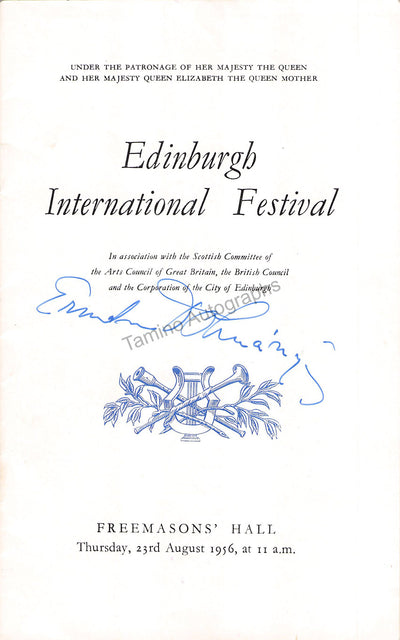 UNDER THE PATRONAGE OF HER MAJESTY THE QUEEN
AND HER MAJESTY QUEEN ELIZABETH THE QUEEN MOTHER
Edinburgh
International Festival
In association with the Scottish Committee of
the Arts Council of Great Britain, the British Council
and the Corporation of the City of Edinburgh
Tamino Autographs
FREEMASONS' HALL
Thursday, 23rd August 1956, at 11 a.m.